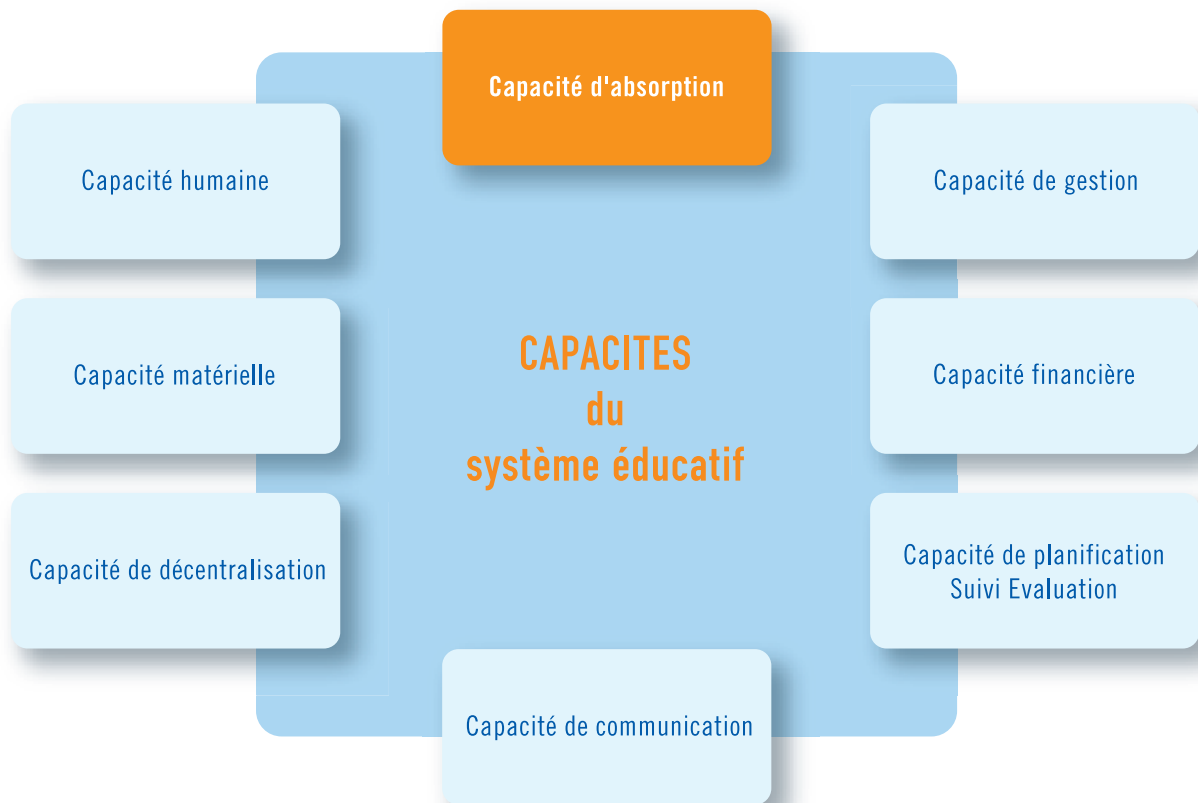 Capacité d'absorption
Capacité humaine
Capacité de gestion
Capacité matérielle
CAPACITES
du
système éducatif
Capacité financière
Capacité de décentralisation
Capacité de planification
Suivi Evaluation
Capacité de communication